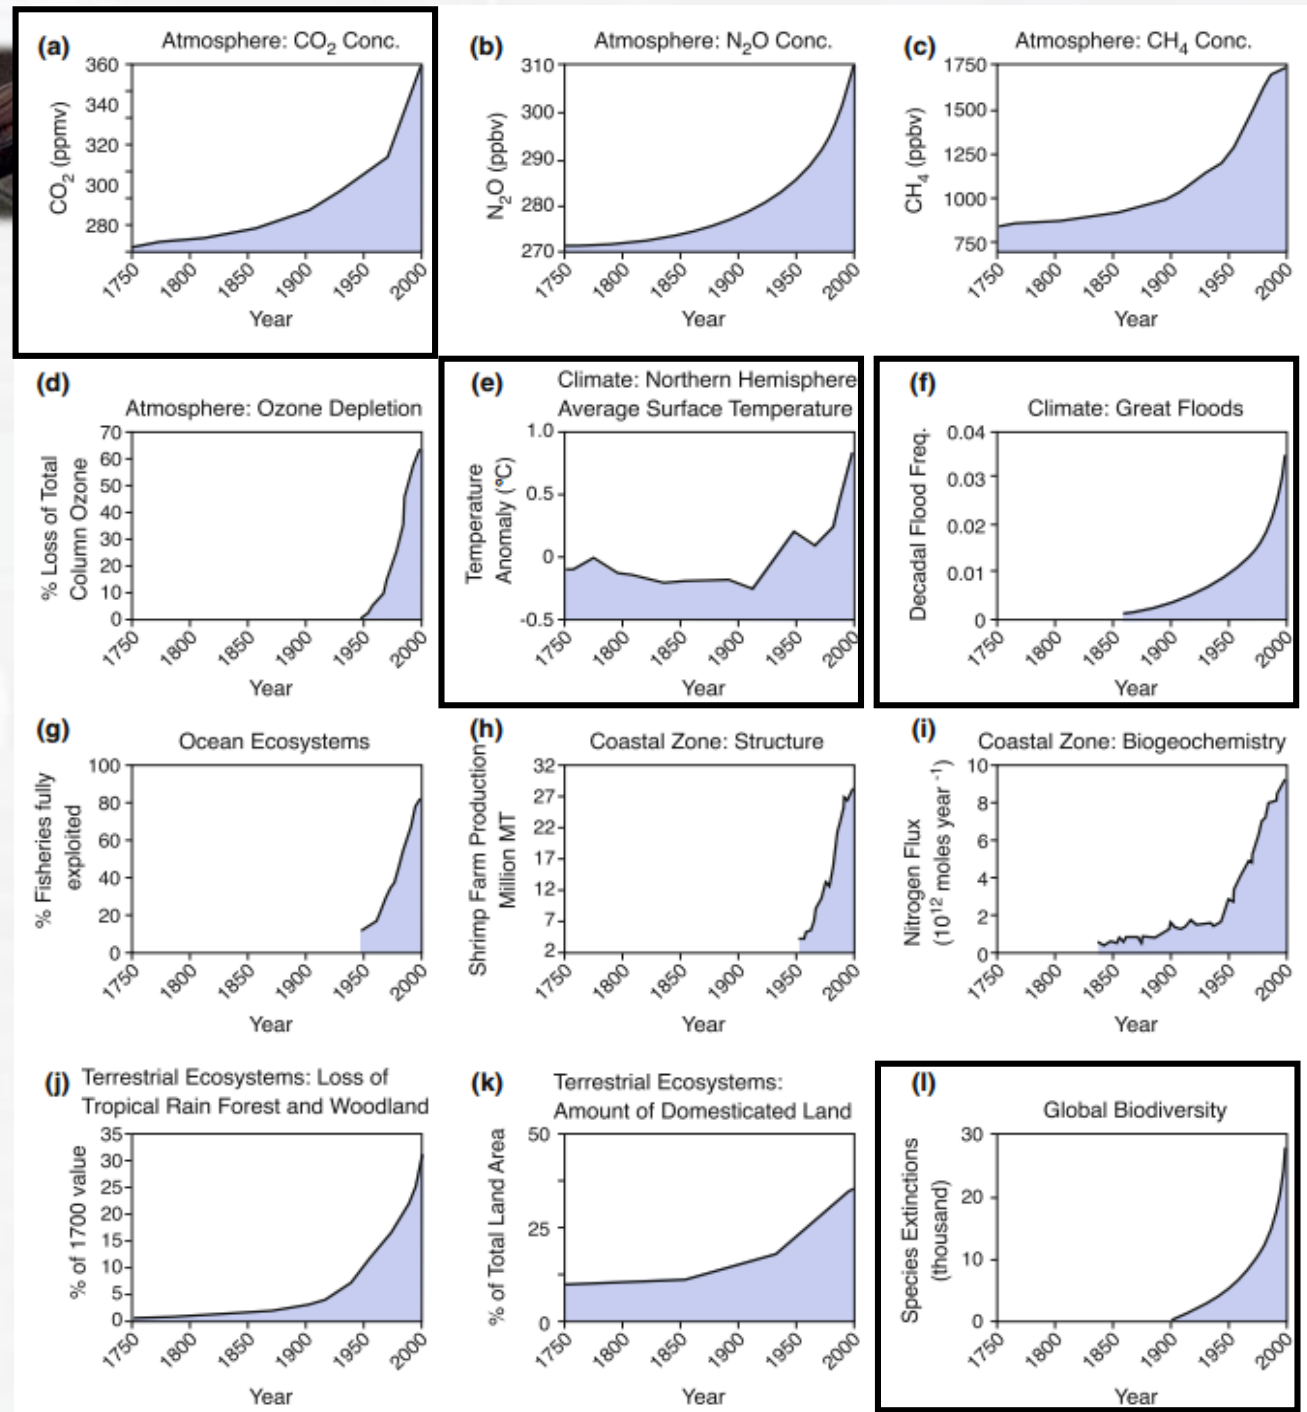 (a)
Atmosphere: CO₂ Conc.
CO₂ (ppmv)
360
340
320
300
280
1750
1800
1850
1900
1950
2000
Year
(b)
Atmosphere: N₂O Conc.
N₂O (ppbv)
310
300
290
280
270
1750
1800
1850
1900
1950
2000
Year
(c)
Atmosphere: CH₄ Conc.
CH₄ (ppbv)
1750
1500
1250
1000
750
1750
1800
1850
1900
1950
2000
Year
(d)
Atmosphere: Ozone Depletion
% Loss of Total
Column Ozone
70
60
50
40
30
20
10
0
1750
1800
1850
1900
1950
2000
Year
(e)
Climate: Northern Hemisphere
Average Surface Temperature
Temperature
Anomaly (°C)
1.0
0.5
0
-0.5
1750
1800
1850
1900
1950
2000
Year
(f)
Climate: Great Floods
Decadal Flood Freq.
0.04
0.03
0.02
0.01
0
1750
1800
1850
1900
1950
2000
Year
(g)
Ocean Ecosystems
% Fisheries fully
exploited
100
80
60
40
20
0
1750
1800
1850
1900
1950
2000
Year
(h)
Coastal Zone: Structure
Shrimp Farm Production
Million MT
32
27
22
17
12
7
2
1750
1800
1850
1900
1950
2000
Year
(i)
Coastal Zone: Biogeochemistry
Nitrogen Flux
(10¹² moles year ⁻¹)
10
8
6
4
2
0
1750
1800
1850
1900
1950
2000
Year
(j)
Terrestrial Ecosystems: Loss of
Tropical Rain Forest and Woodland
% of 1700 value
35
30
25
20
15
10
5
0
1750
1800
1850
1900
1950
2000
Year
(k)
Terrestrial Ecosystems:
Amount of Domesticated Land
% of Total Land Area
50
25
0
1750
1800
1850
1900
1950
2000
Year
(l)
Global Biodiversity
Species Extinctions
(thousand)
30
20
10
0
1750
1800
1850
1900
1950
2000
Year